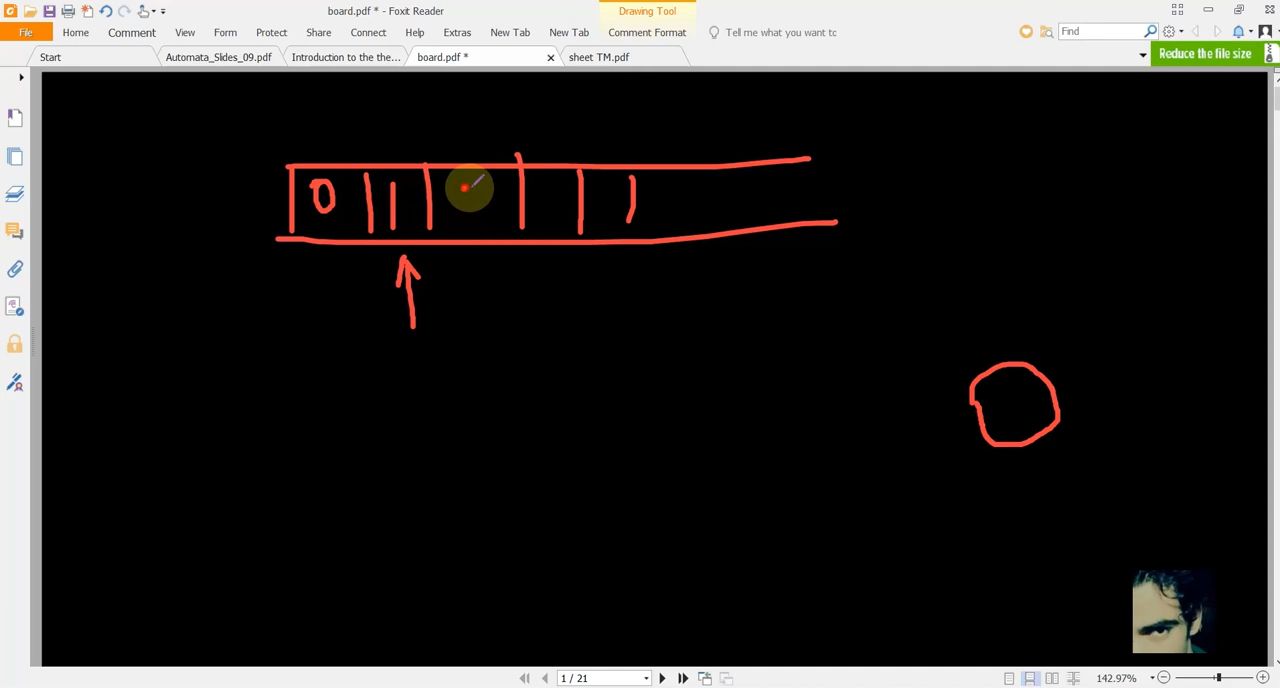 board.pdf * - Foxit Reader
Drawing Tool
File
Home
Comment
View
Form
Protect
Share
Connect
Help
Extras
New Tab
New Tab
Comment Format
Tell me what you want tc
Find
Start
Automata_Slides_09.pdf
Introduction to the the...
board.pdf *
sheet TM.pdf
Reduce the file size
0 | 1
1 / 21
142.97%